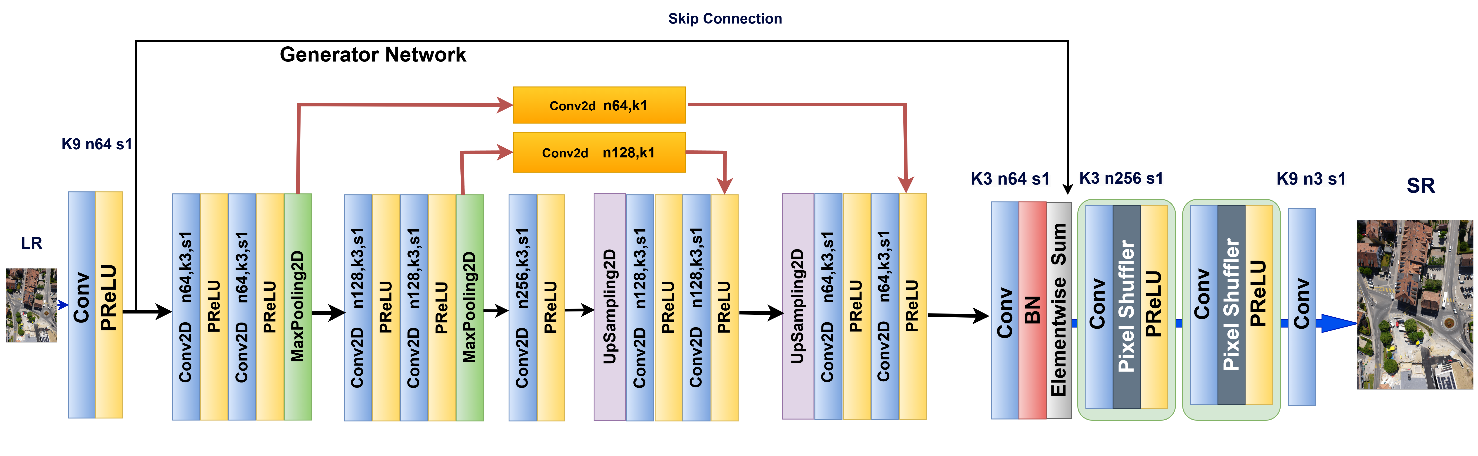 Skip Connection
Generator Network
Conv2d n64,k1
Conv2d n128,k1
K9 n64 s1
K3 n64 s1
K3 n256 s1
K9 n3 s1
SR
LR
Conv
PReLU
Conv2D n64,k3,s1
PReLU
Conv2D n64,k3,s1
PReLU
MaxPooling2D
Conv2D n128,k3,s1
PReLU
Conv2D n128,k3,s1
PReLU
MaxPooling2D
Conv2D n256,k3,s1
PReLU
UpSampling2D
Conv2D n128,k3,s1
PReLU
Conv2D n128,k3,s1
PReLU
UpSampling2D
Conv2D n64,k3,s1
PReLU
Conv2D n64,k3,s1
PReLU
Conv
BN
Elementwise Sum
Conv
Pixel Shuffler
PReLU
Conv
Pixel Shuffler
PReLU
Conv